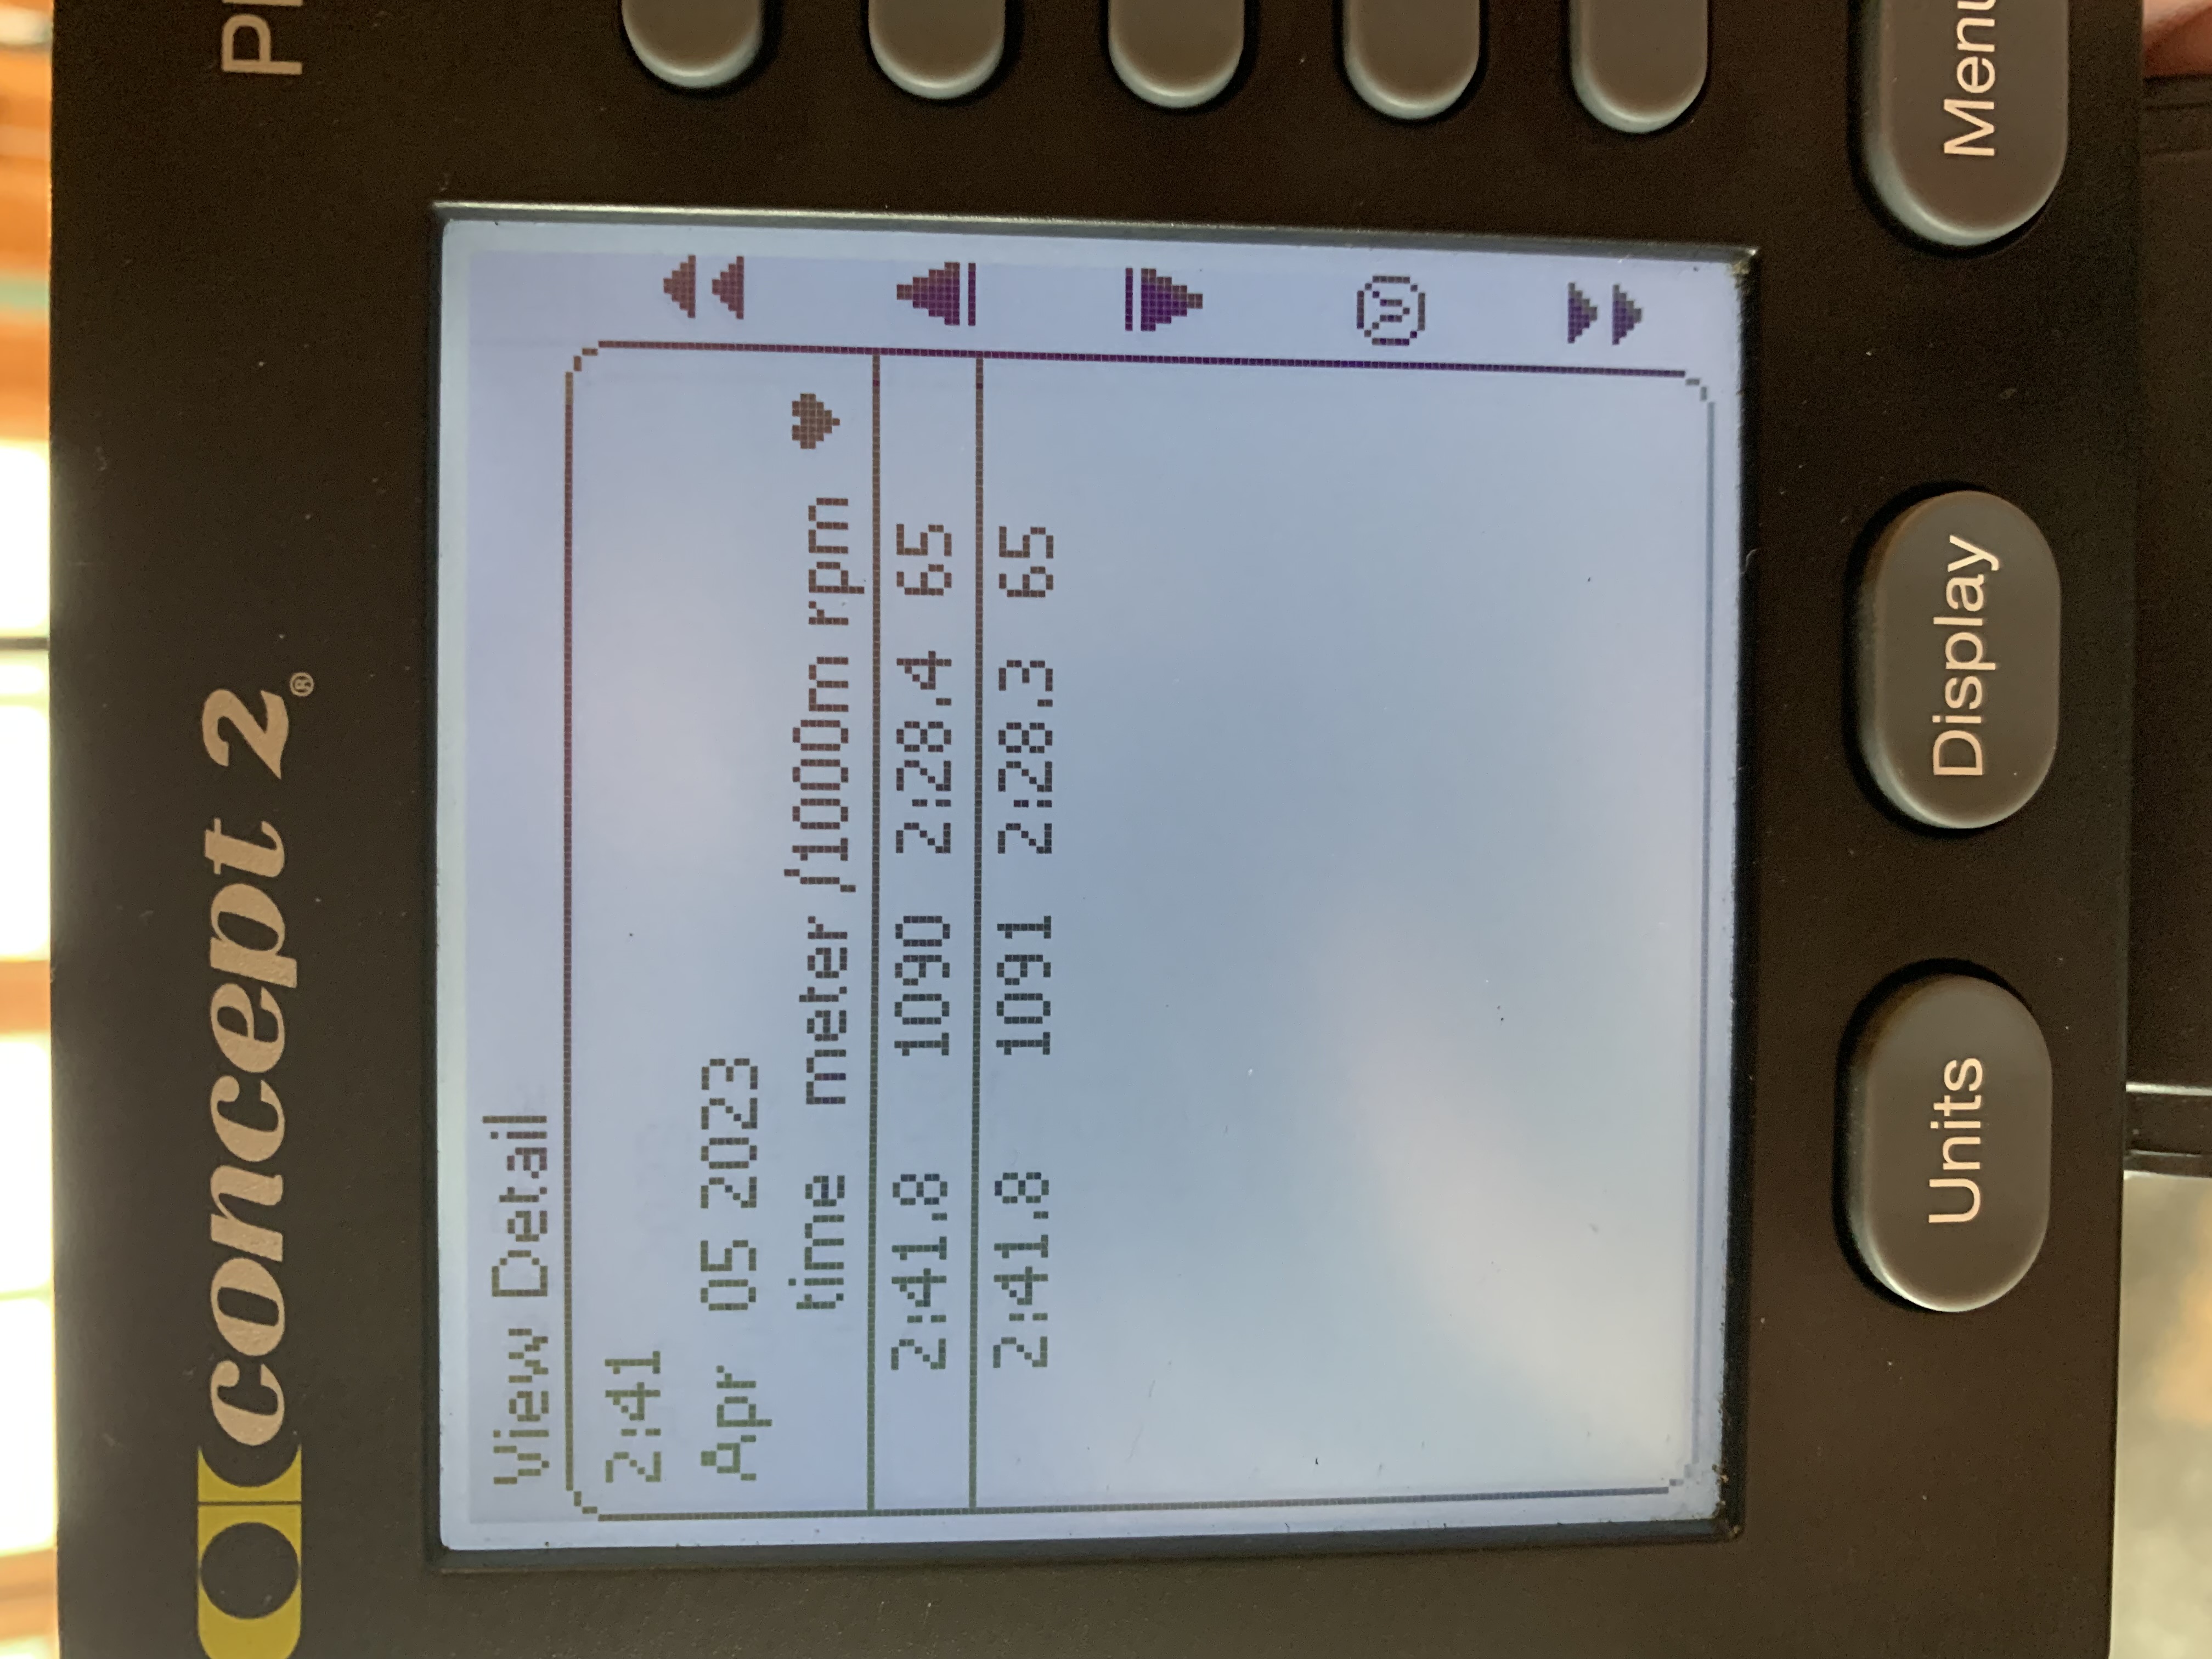 concept 2®
View Detail
2:41
Apr 05 2023
time meter /1000m rpm
2:41.8 1090 2:28.4 65
2:41.8 1091 2:28.3 65
Units Display Menu